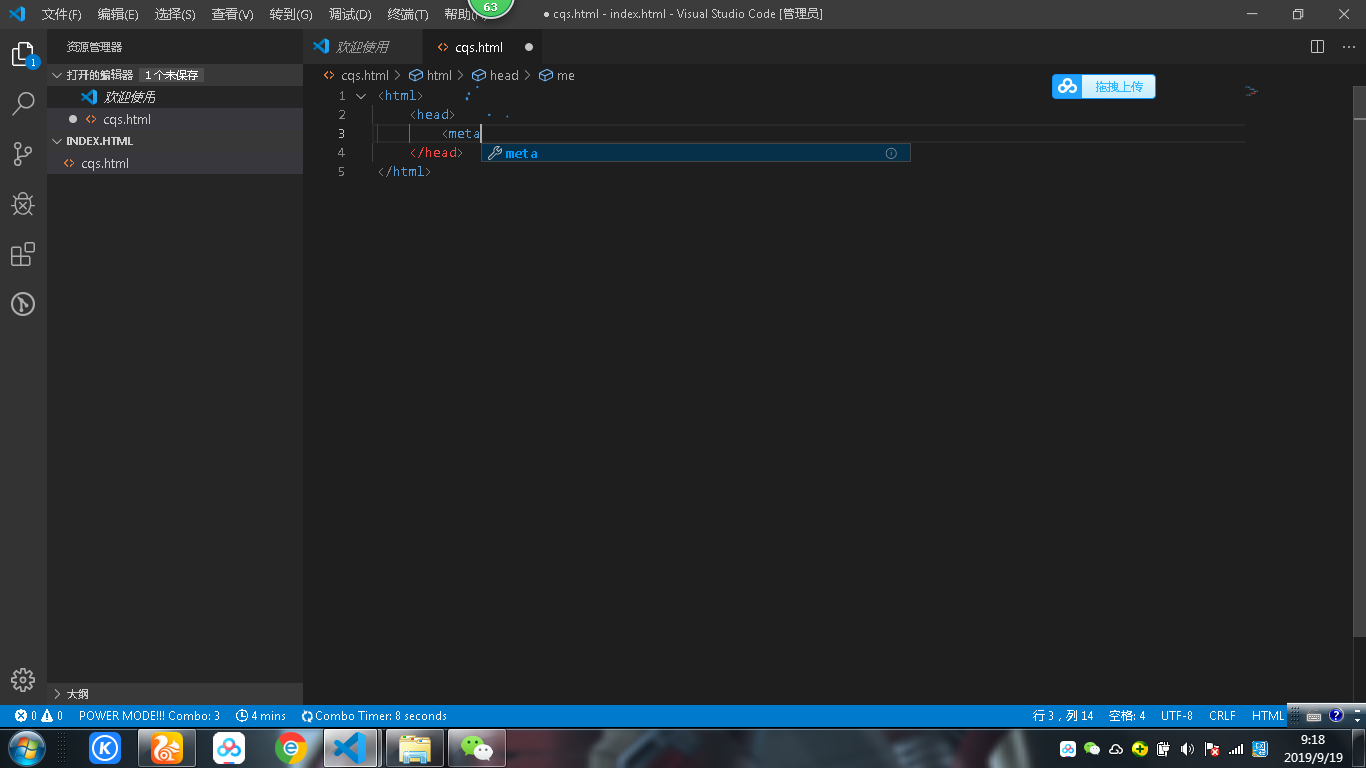 文件(F) 编辑(E) 选择(S) 查看(V) 转到(G) 调试(D) 终端(T) 帮助 63 ● cqs.html - index.html - Visual Studio Code [管理员]
资源管理器 欢迎使用 cqs.html
打开的编辑器 1 个未保存
欢迎使用
cqs.html
INDEX.HTML
cqs.html
cqs.html > html > head > me
拖拽上传
1 <html>
2 <head>
3 <meta
4 </head>
5 </html>
meta
1
大纲
0 0 POWER MODE!!! Combo: 3 4 mins Combo Timer: 8 seconds 行 3，列 14 空格: 4 UTF-8 CRLF HTML
K
9:18
2019/9/19